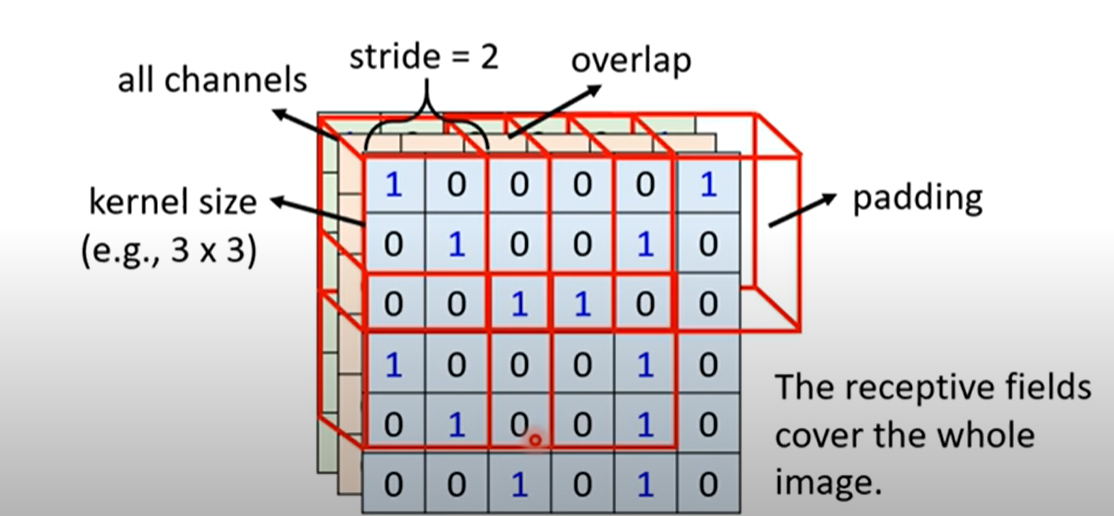 stride = 2
overlap
all channels
kernel size
(e.g., 3 x 3)
padding
1 0 0 0 0 1
0 1 0 0 1 0
0 0 1 1 0 0
1 0 0 0 1 0
0 1 0 0 1 0
0 0 1 0 1 0
The receptive fields
cover the whole
image.